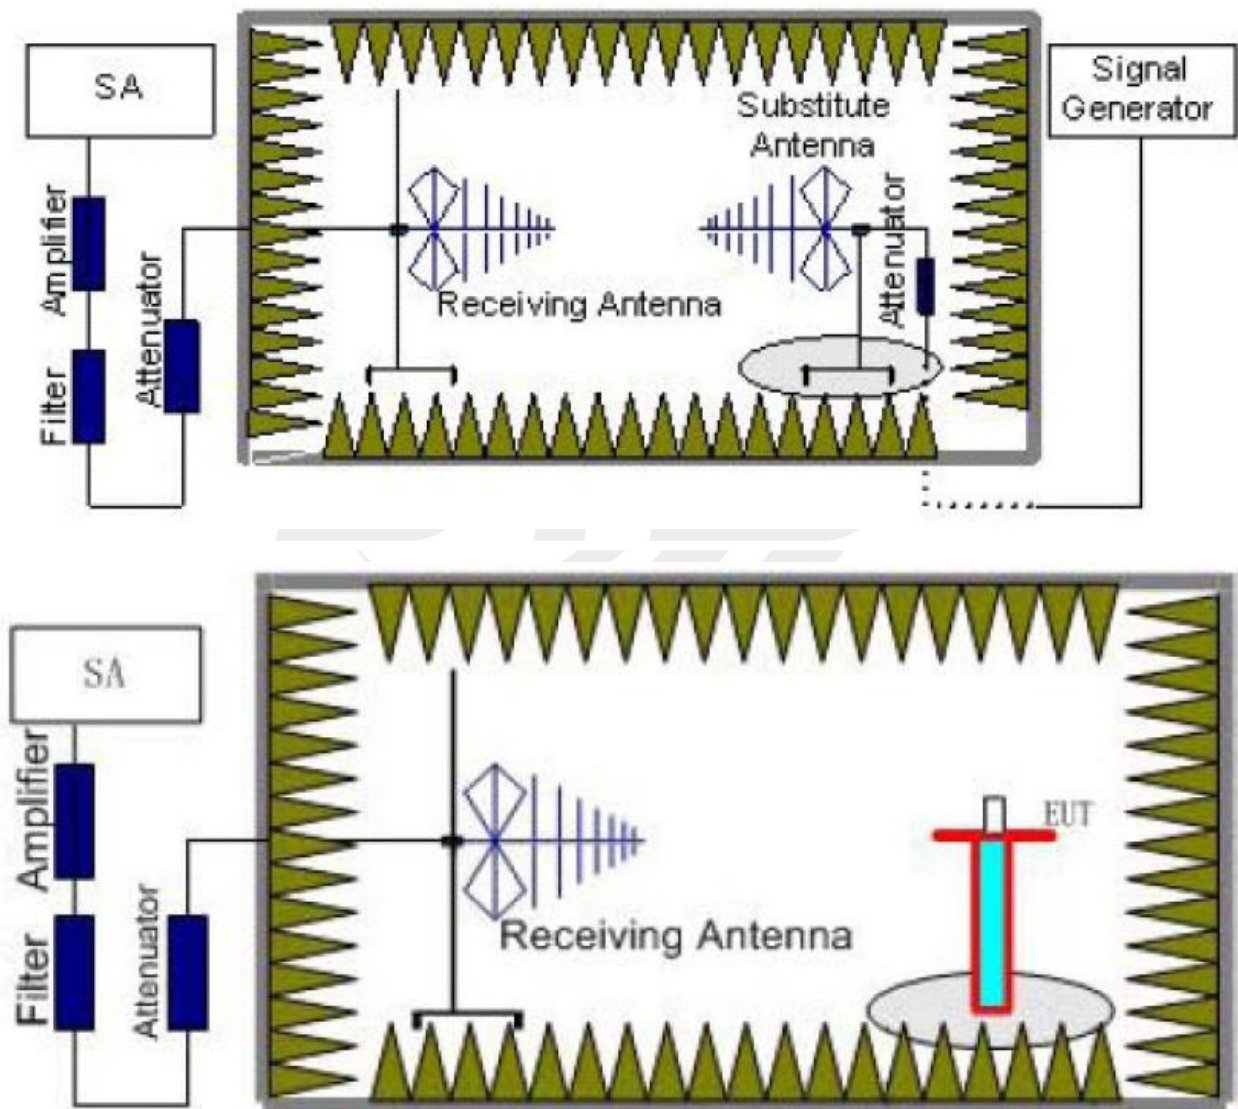 SA
Signal
Generator
Substitute
Antenna
Amplifier
Attenuator
Attenuator
Receiving Antenna
Filter
SA
Amplifier
EUT
Receiving Antenna
Filter
Attenuator